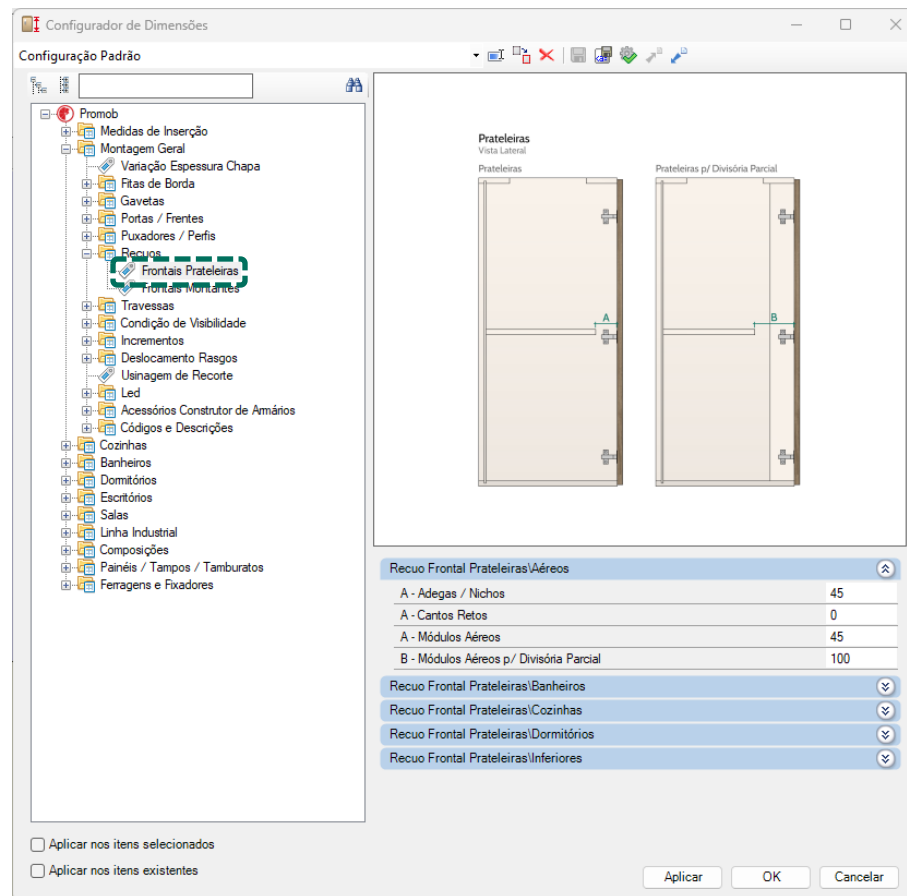 Configurador de Dimensões
Configuração Padrão
Promob
Medidas de Inserção
Montagem Geral
Variação Espessura Chapa
Fitas de Borda
Gavetas
Portas / Frentes
Puxadores / Perfis
Recuos
Frontais Prateleiras
Frontais Montantes
Travessas
Condição de Visibilidade
Incrementos
Deslocamento Rasgos
Usinagem de Recorte
Led
Acessórios Construtor de Armários
Códigos e Descrições
Cozinhas
Banheiros
Dormitórios
Escritórios
Salas
Linha Industrial
Composições
Painéis / Tampos / Tamburatos
Ferragens e Fixadores
Prateleiras
Vista Lateral
Prateleiras Prateleiras p/ Divisória Parcial
A B
Recuo Frontal Prateleiras\Aéreos
A - Adegas / Nichos 45
A - Cantos Retos 0
A - Módulos Aéreos 45
B - Módulos Aéreos p/ Divisória Parcial 100
Recuo Frontal Prateleiras\Banheiros
Recuo Frontal Prateleiras\Cozinhas
Recuo Frontal Prateleiras\Dormitórios
Recuo Frontal Prateleiras\Inferiores
Aplicar nos itens selecionados
Aplicar nos itens existentes
Aplicar OK Cancelar